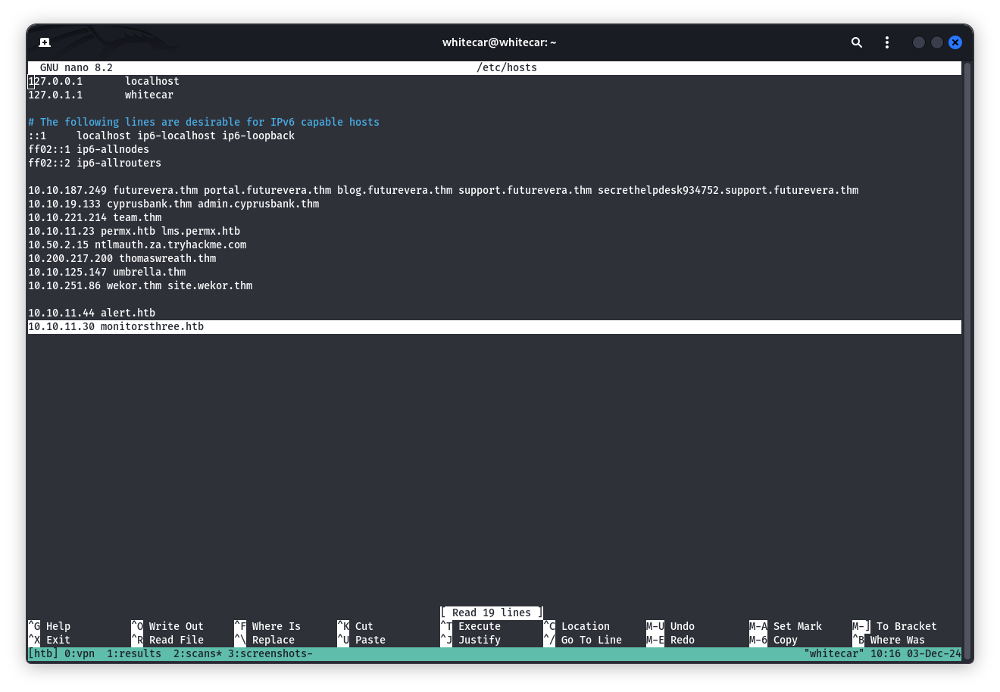 whitecar@whitecar: ~
GNU nano 8.2 /etc/hosts
127.0.0.1 localhost
127.0.1.1 whitecar
# The following lines are desirable for IPv6 capable hosts
::1 localhost ip6-localhost ip6-loopback
ff02::1 ip6-allnodes
ff02::2 ip6-allrouters
10.10.187.249 futurevera.thm portal.futurevera.thm blog.futurevera.thm support.futurevera.thm secrethelpdesk934752.support.futurevera.thm
10.10.19.133 cyprusbank.thm admin.cyprusbank.thm
10.10.221.214 team.thm
10.10.11.23 permx.htb lms.permx.htb
10.50.2.15 ntlmauth.za.tryhackme.com
10.200.217.200 thomaswreath.thm
10.10.125.147 umbrella.thm
10.10.251.86 wekor.thm site.wekor.thm
10.10.11.44 alert.htb
10.10.11.30 monitorsthree.htb
[ Read 19 lines ]
^G Help ^O Write Out ^F Where Is ^K Cut ^T Execute ^C Location M-U Undo M-A Set Mark M-] To Bracket
^X Exit ^R Read File ^\ Replace ^U Paste ^J Justify ^/ Go To Line M-E Redo M-6 Copy ^B Where Was
[htb] 0:vpn 1:results 2:scans* 3:screenshots- "whitecar" 10:16 03-Dec-24